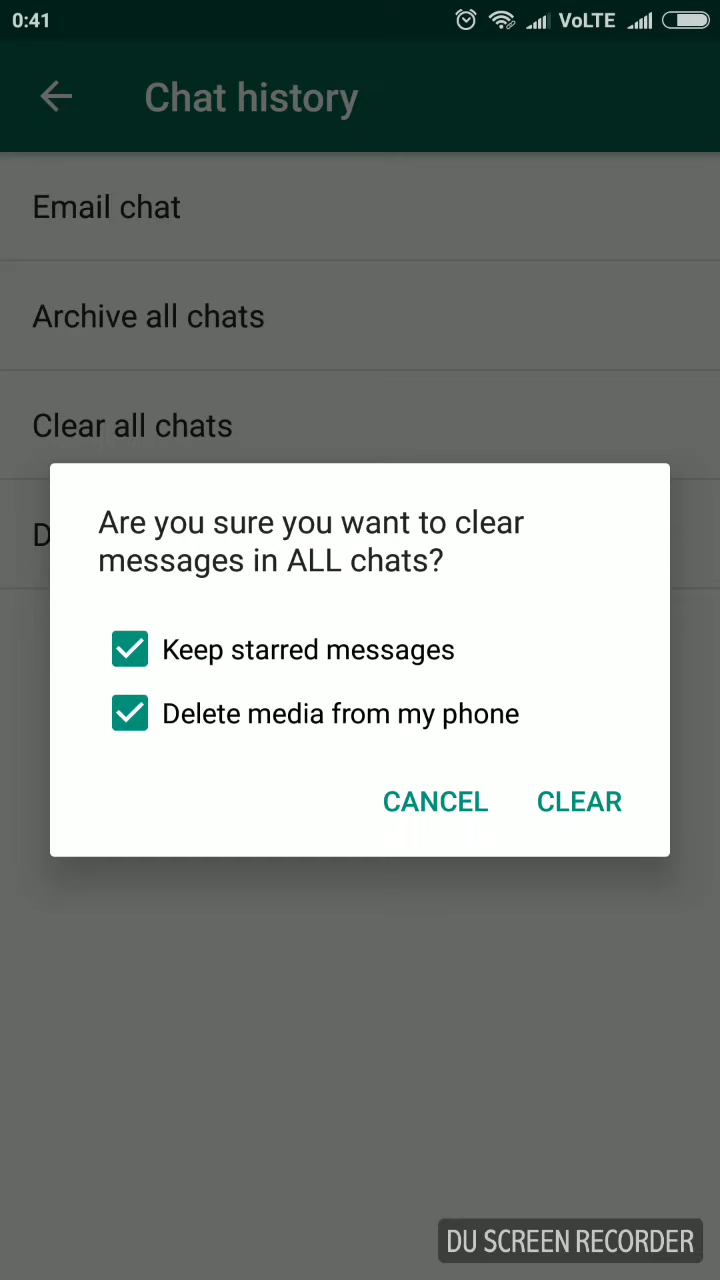 0:41
VoLTE
Chat history
Email chat
Archive all chats
Clear all chats
D
Are you sure you want to clear
messages in ALL chats?
Keep starred messages
Delete media from my phone
CANCEL CLEAR
DU SCREEN RECORDER